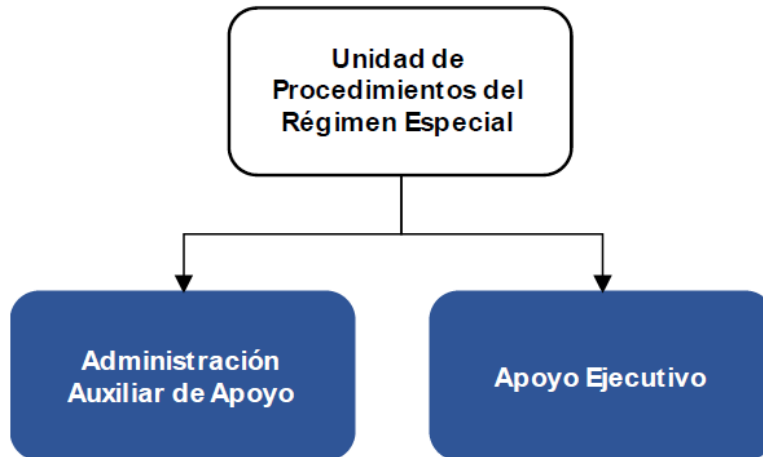 Unidad de
Procedimientos del
Régimen Especial
Administración
Auxiliar de Apoyo
Apoyo Ejecutivo